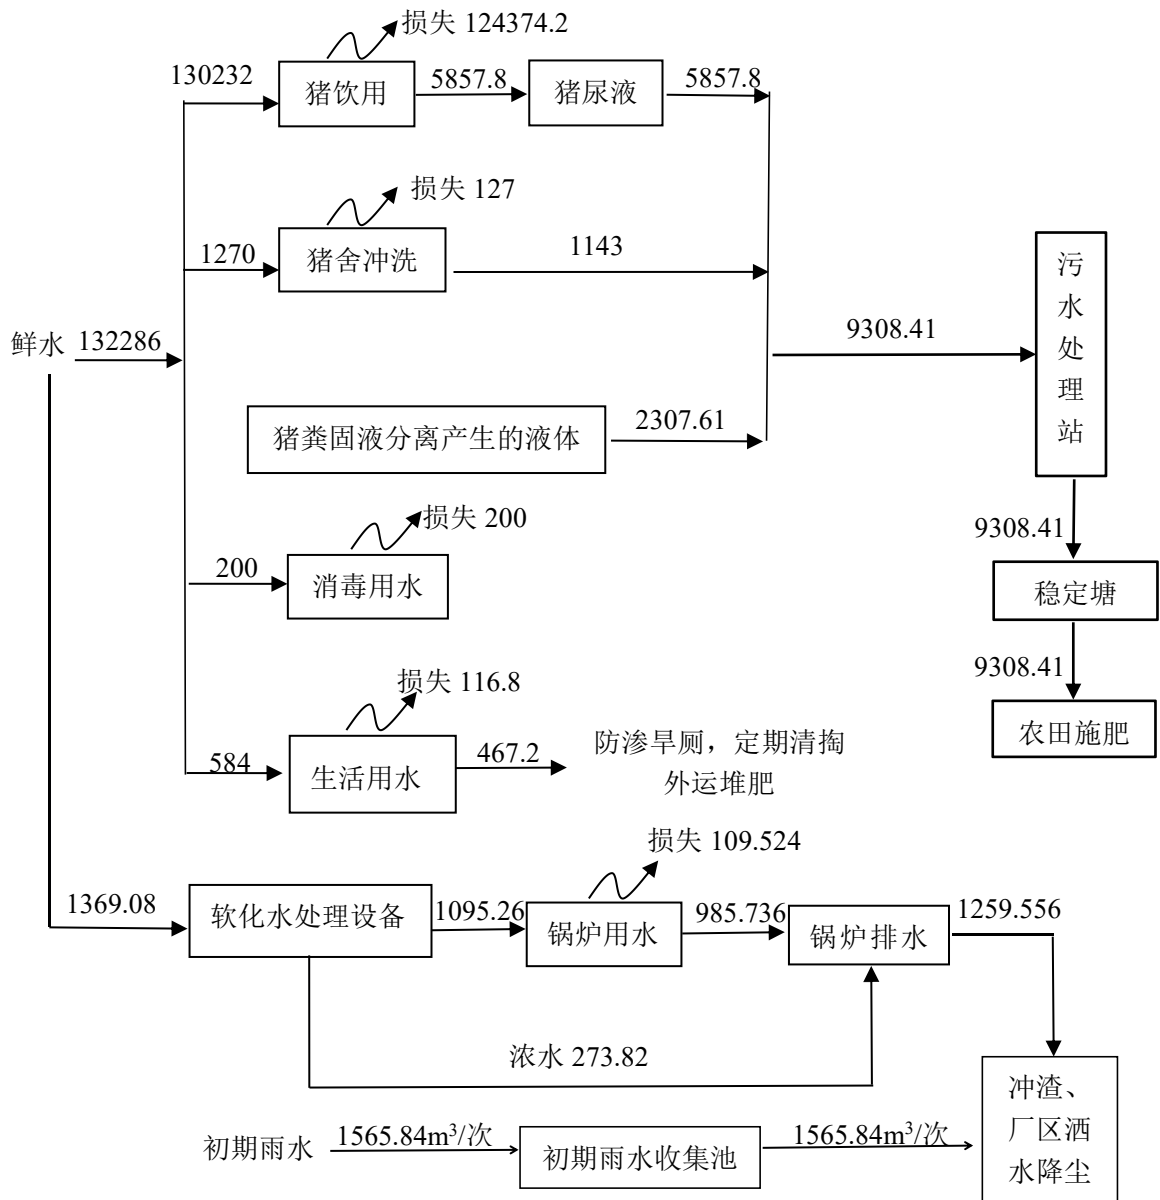 损失 124374.2
130232
猪饮用
5857.8
猪尿液
5857.8
损失 127
1270
猪舍冲洗
1143
鲜水
132286
9308.41
污
水
处
理
站
猪粪固液分离产生的液体
2307.61
损失 200
200
消毒用水
9308.41
稳定塘
9308.41
农田施肥
损失 116.8
584
生活用水
467.2
防渗旱厕，定期清掏
外运堆肥
损失 109.524
1369.08
软化水处理设备
1095.26
锅炉用水
985.736
锅炉排水
1259.556
浓水 273.82
初期雨水
1565.84m³/次
初期雨水收集池
1565.84m³/次
冲渣、
厂区洒
水降尘